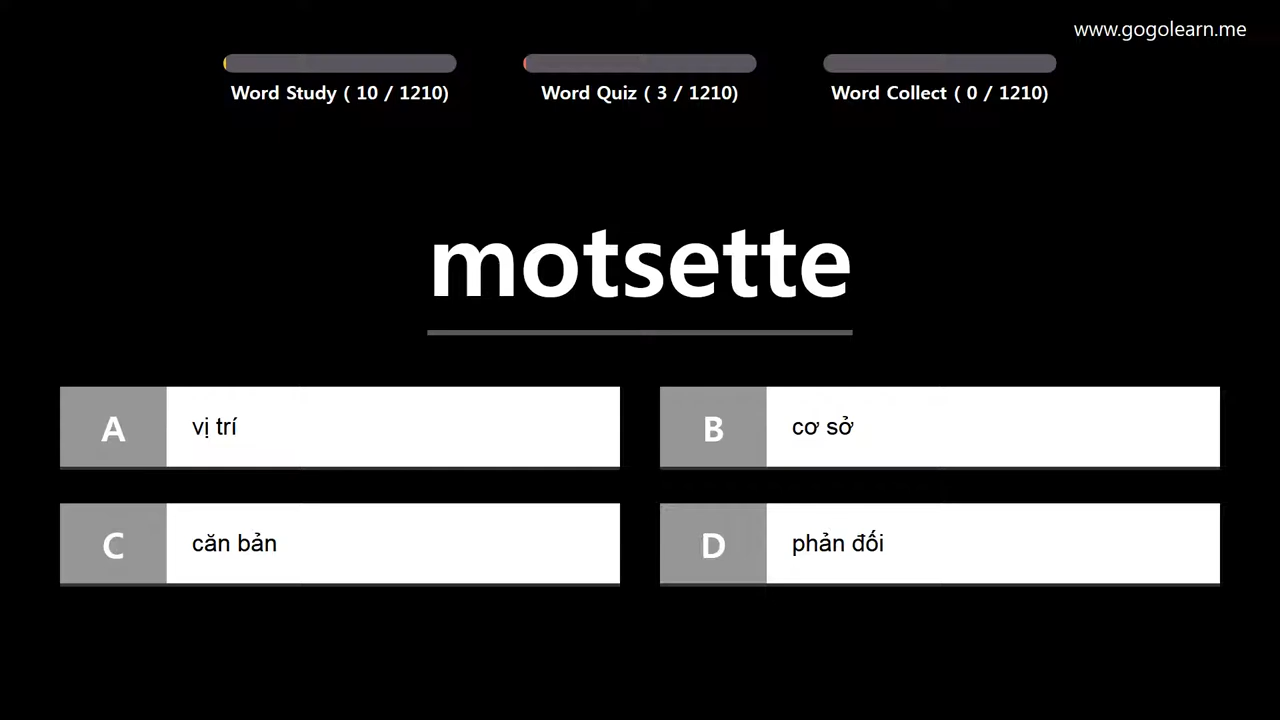 www.gogolearn.me
Word Study ( 10 / 1210)
Word Quiz ( 3 / 1210)
Word Collect ( 0 / 1210)
motsette
A vị trí
B cơ sở
C căn bản
D phản đối